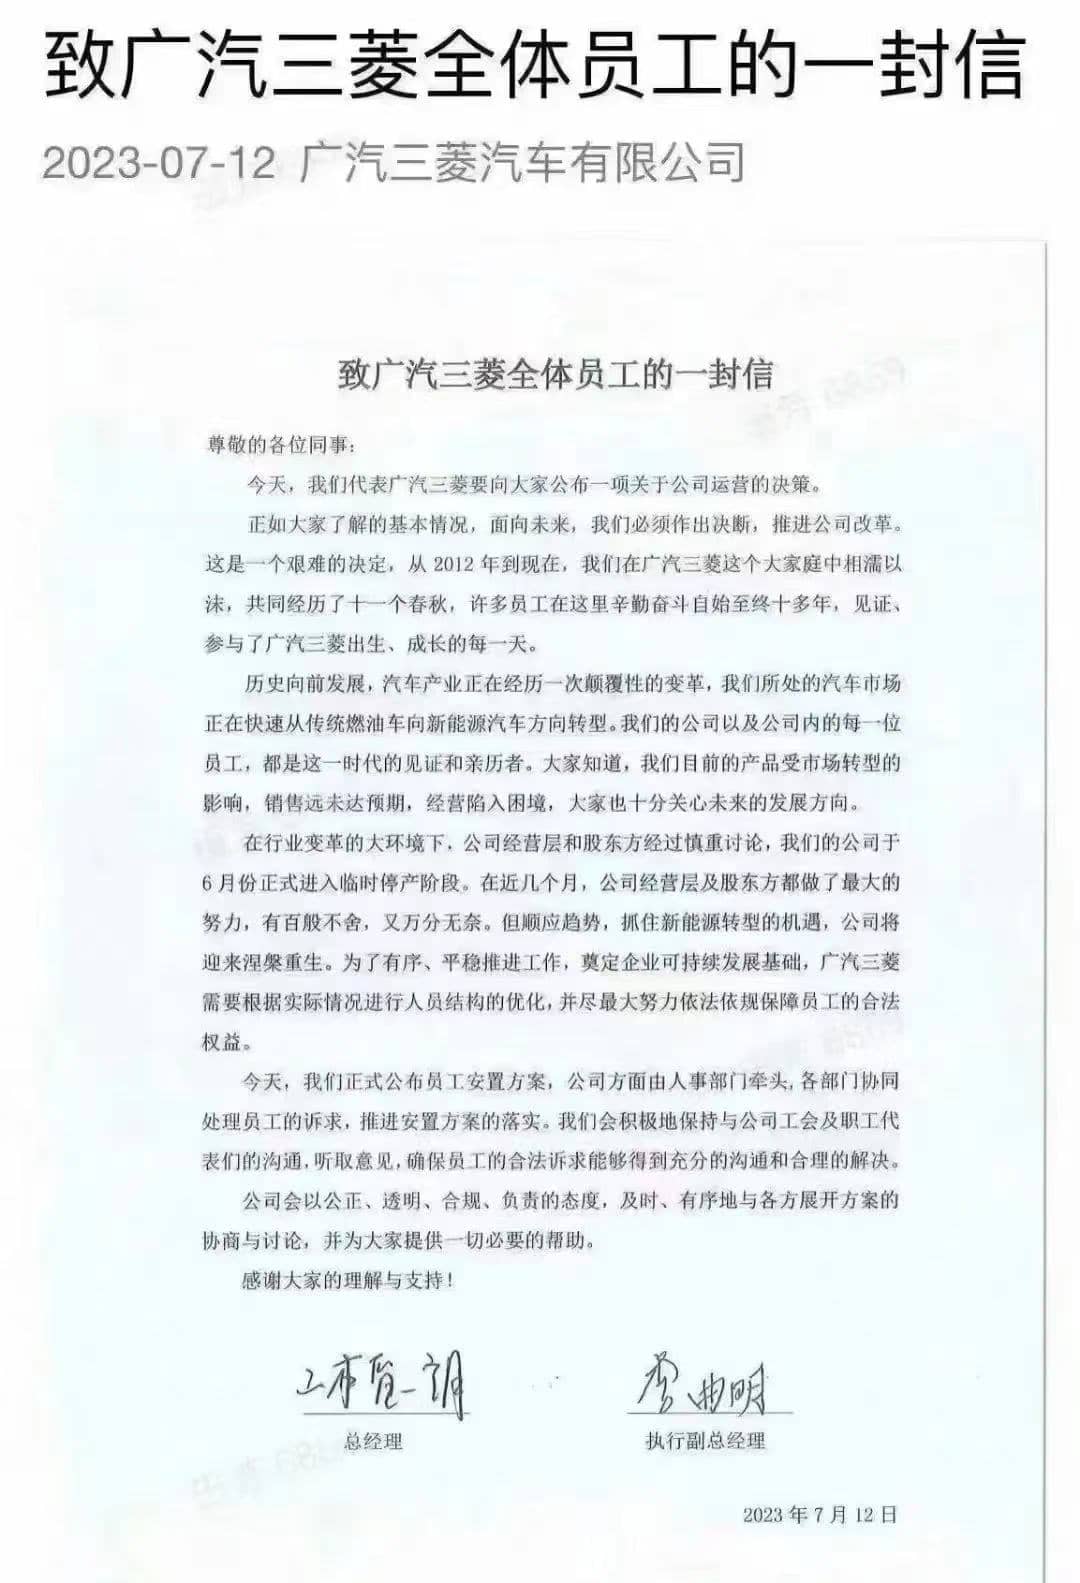 致广汽三菱全体员工的一封信
2023-07-12 广汽三菱汽车有限公司
致广汽三菱全体员工的一封信
尊敬的各位同事：
今天，我们代表广汽三菱要向大家公布一项关于公司运营的决策。
正如大家了解的基本情况，面向未来，我们必须作出决断，推进公司改革。
这是一个艰难的决定，从 2012 年到现在，我们在广汽三菱这个大家庭中相濡以
沫，共同经历了十一个春秋，许多员工在这里辛勤奋斗自始至终十多年，见证、
参与了广汽三菱出生、成长的每一天。
历史向前发展，汽车产业正在经历一次颠覆性的变革，我们所处的汽车市场
正在快速从传统燃油车向新能源汽车方向转型。我们的公司以及公司内的每一位
员工，都是这一时代的见证和亲历者。大家知道，我们目前的产品受市场转型的
影响，销售远未达预期，经营陷入困境，大家也十分关心未来的发展方向。
在行业变革的大环境下，公司经营层和股东方经过慎重讨论，我们的公司于
6 月份正式进入临时停产阶段。在近几个月，公司经营层及股东方都做了最大的
努力，有百般不舍，又万分无奈。但顺应趋势，抓住新能源转型的机遇，公司将
迎来涅槃重生。为了有序、平稳推进工作，奠定企业可持续发展基础，广汽三菱
需要根据实际情况进行人员结构的优化，并尽最大努力依法依规保障员工的合法
权益。
今天，我们正式公布员工安置方案，公司方面由人事部门牵头,各部门协同
处理员工的诉求，推进安置方案的落实。我们会积极地保持与公司工会及职工代
表们的沟通，听取意见，确保员工的合法诉求能够得到充分的沟通和合理的解决。
公司会以公正、透明、合规、负责的态度，及时、有序地与各方展开方案的
协商与讨论，并为大家提供一切必要的帮助。
感谢大家的理解与支持！
总经理
执行副总经理
2023 年 7 月 12 日